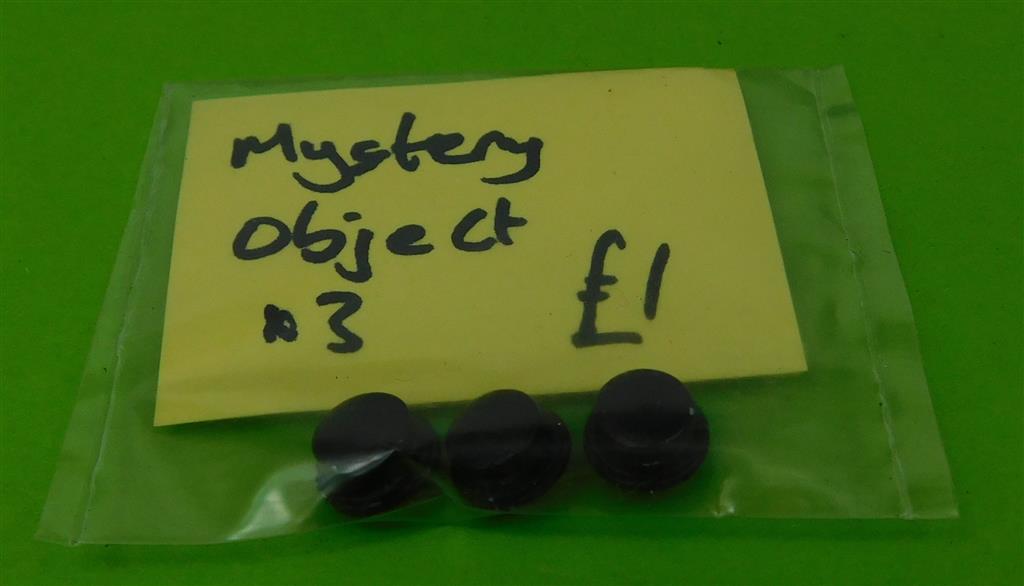 Mystery
Object
x3 £1